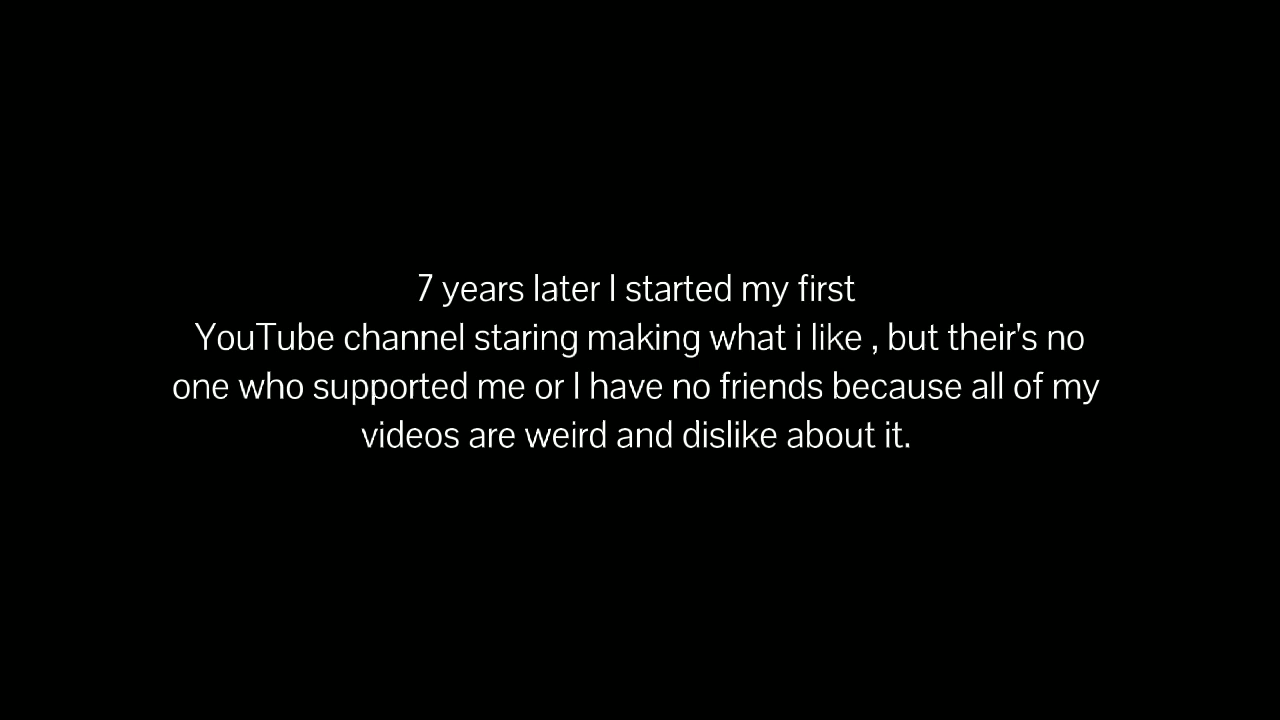 7 years later I started my first
YouTube channel staring making what i like , but their's no
one who supported me or I have no friends because all of my
videos are weird and dislike about it.